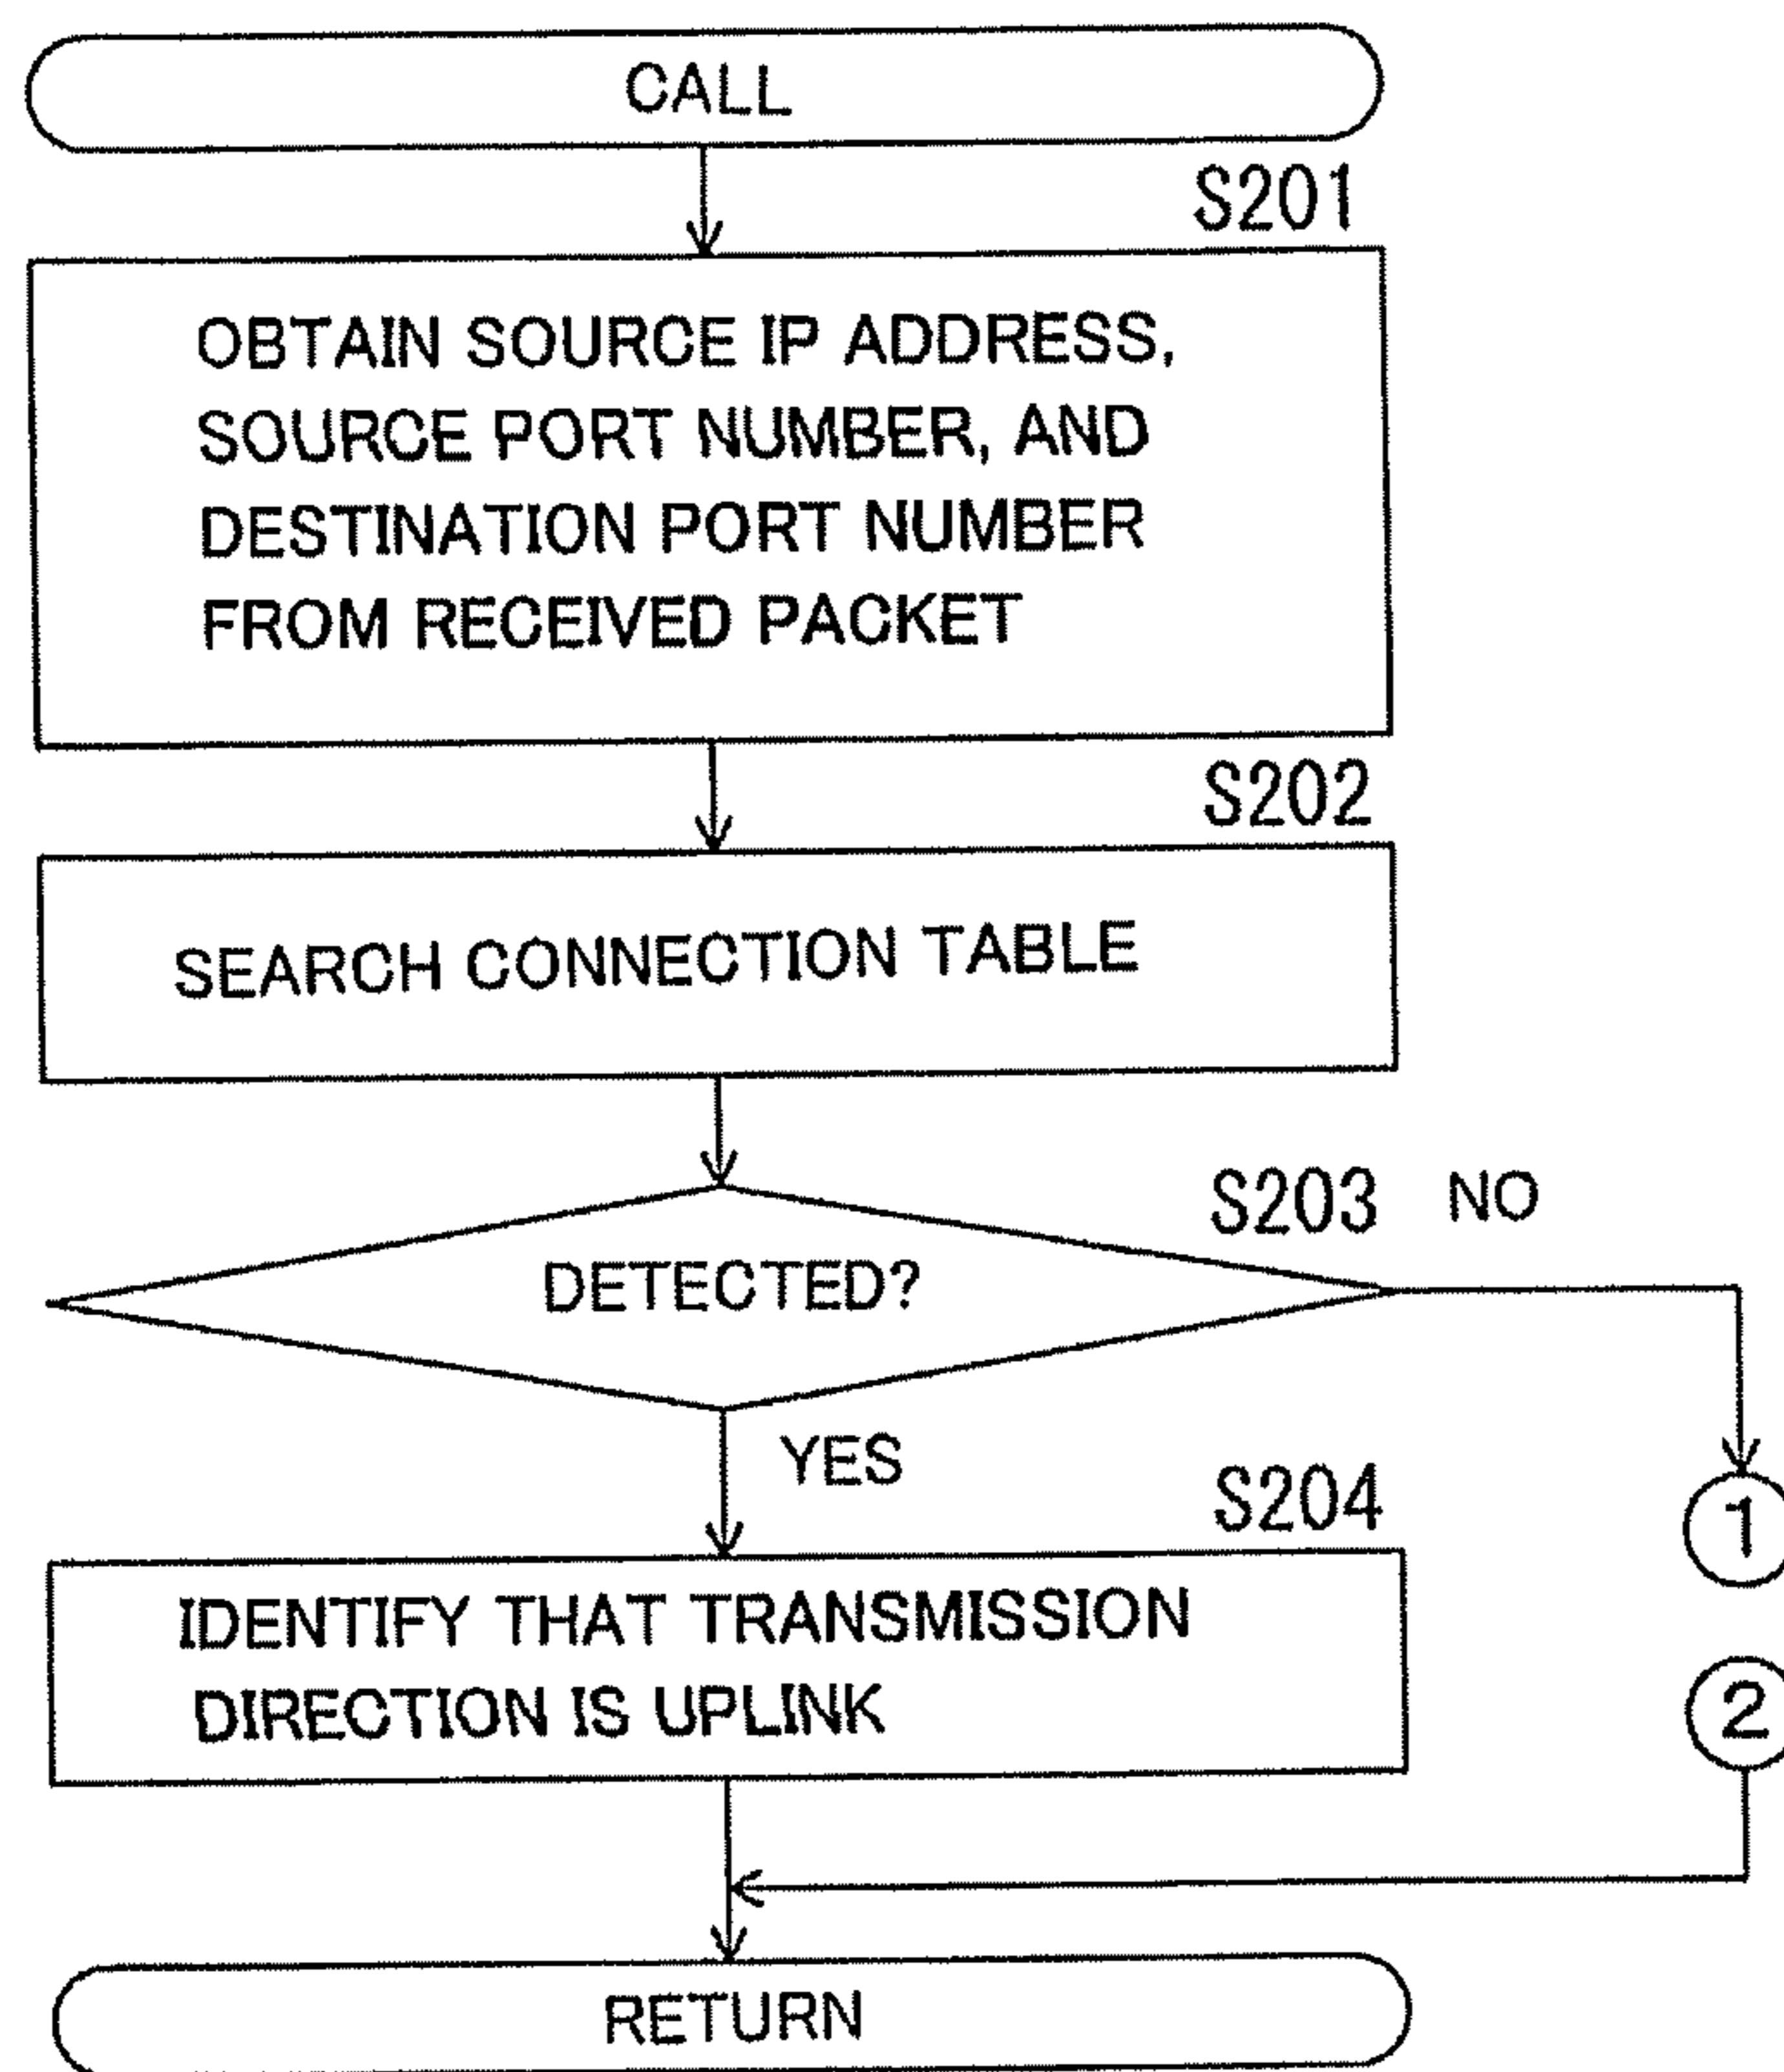 CALL
S201
OBTAIN SOURCE IP ADDRESS,
SOURCE PORT NUMBER, AND
DESTINATION PORT NUMBER
FROM RECEIVED PACKET
S202
SEARCH CONNECTION TABLE
S203 NO
DETECTED?
YES
S204
1
IDENTIFY THAT TRANSMISSION
DIRECTION IS UPLINK
2
RETURN